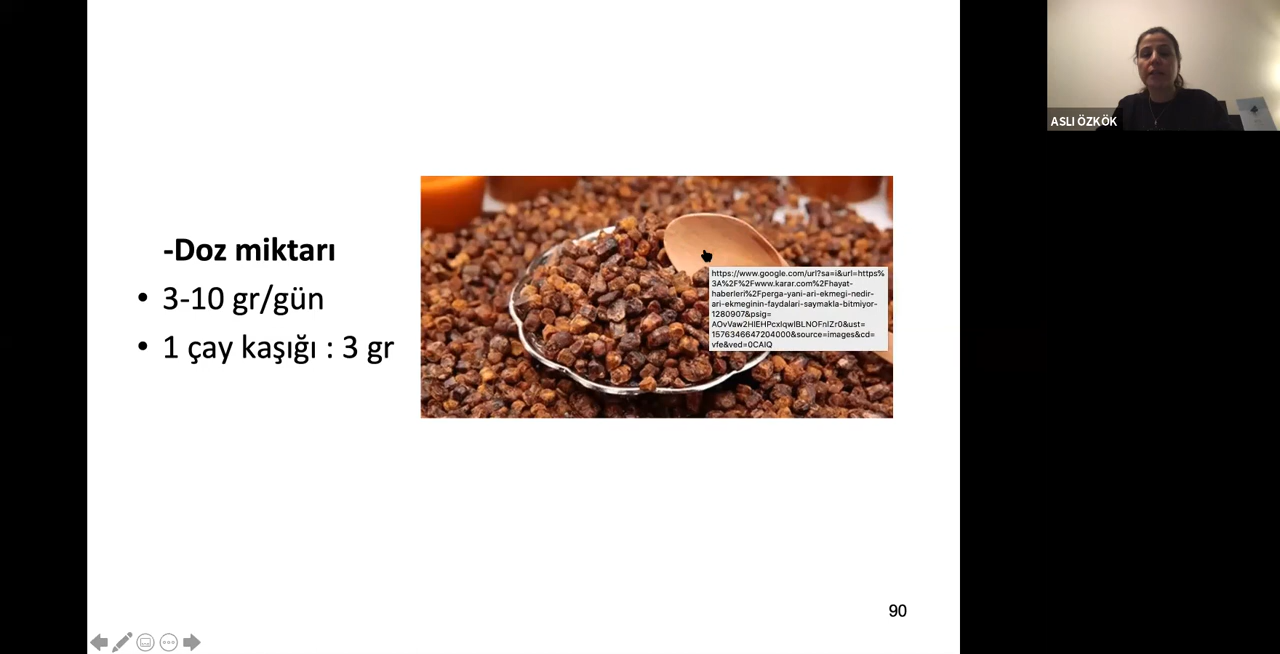 ASLI ÖZKÖK
-Doz miktarı
• 3-10 gr/gün
• 1 çay kaşığı : 3 gr
https://www.google.com/url?sa=i&url=https%
3A%2F%2Fwww.karar.com%2Fhayat-
haberleri%2Fperga-yani-ari-ekmegi-nedir-
ari-ekmeginin-faydalari-saymakla-bitmiyor-
1280907&psig=
1576346647204000&source=images&cd=
vfe&ved=0CAIQ
90